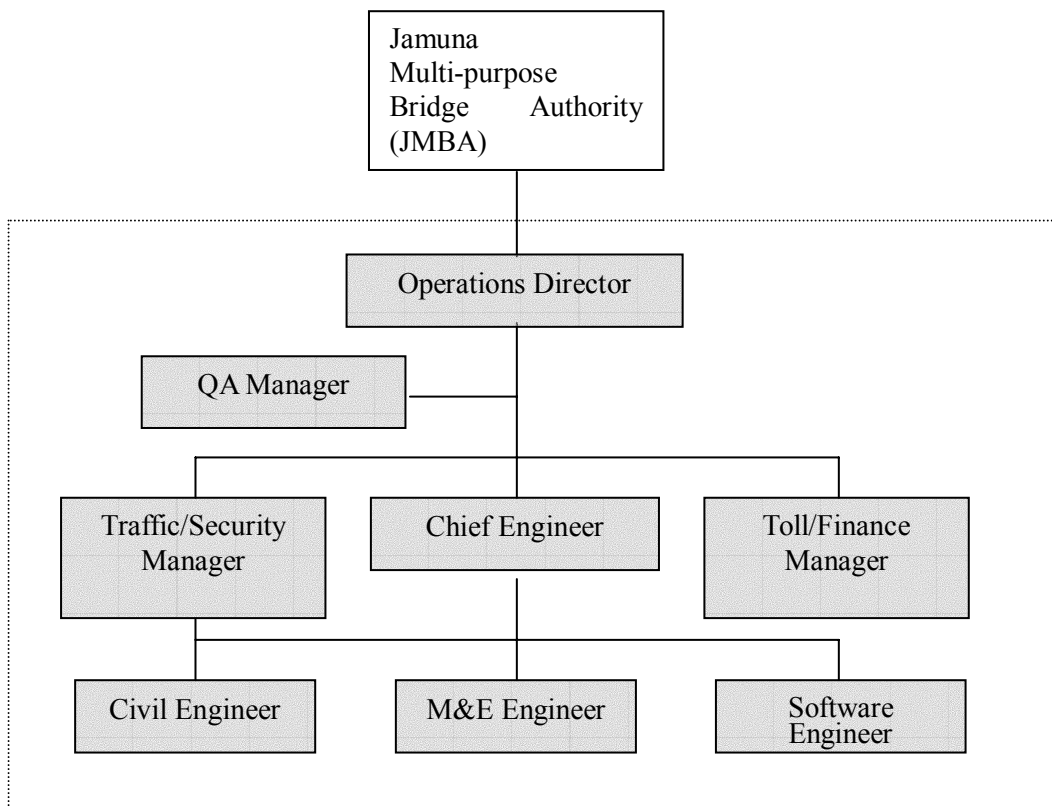 Jamuna
Multi-purpose
Bridge Authority
(JMBA)
Operations Director
QA Manager
Traffic/Security
Manager
Chief Engineer
Toll/Finance
Manager
Civil Engineer
M&E Engineer
Software
Engineer